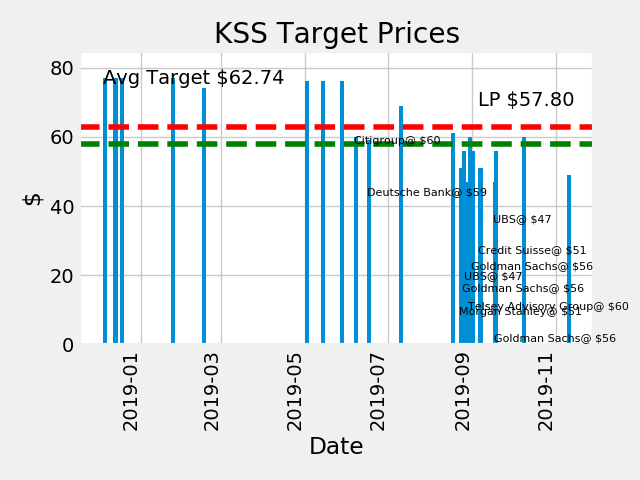 KSS Target Prices
Avg Target $62.74
LP $57.80
80
60
40
20
0
$
Citigroup@ $60
Deutsche Bank@ $59
UBS@ $47
Credit Suisse@ $51
Goldman Sachs@ $56
UBS@ $47
Goldman Sachs@ $56
Telsey Advisory Group@ $60
Morgan Stanley@ $51
Goldman Sachs@ $56
2019-01
2019-03
2019-05
2019-07
2019-09
2019-11
Date